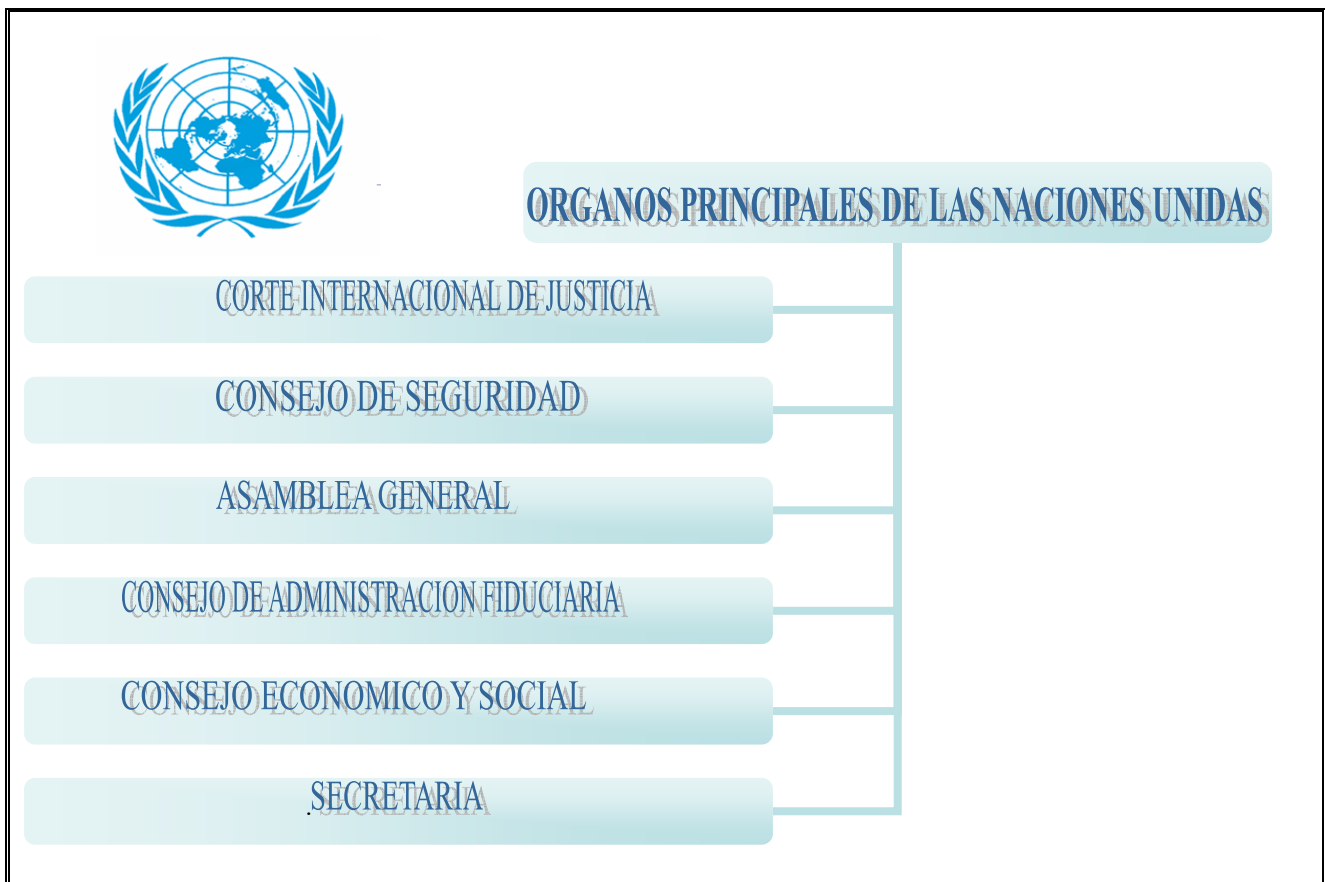 ORGANOS PRINCIPALES DE LAS NACIONES UNIDAS
CORTE INTERNACIONAL DE JUSTICIA
CONSEJO DE SEGURIDAD
ASAMBLEA GENERAL
CONSEJO DE ADMINISTRACION FIDUCIARIA
CONSEJO ECONOMICO Y SOCIAL
.SECRETARIA